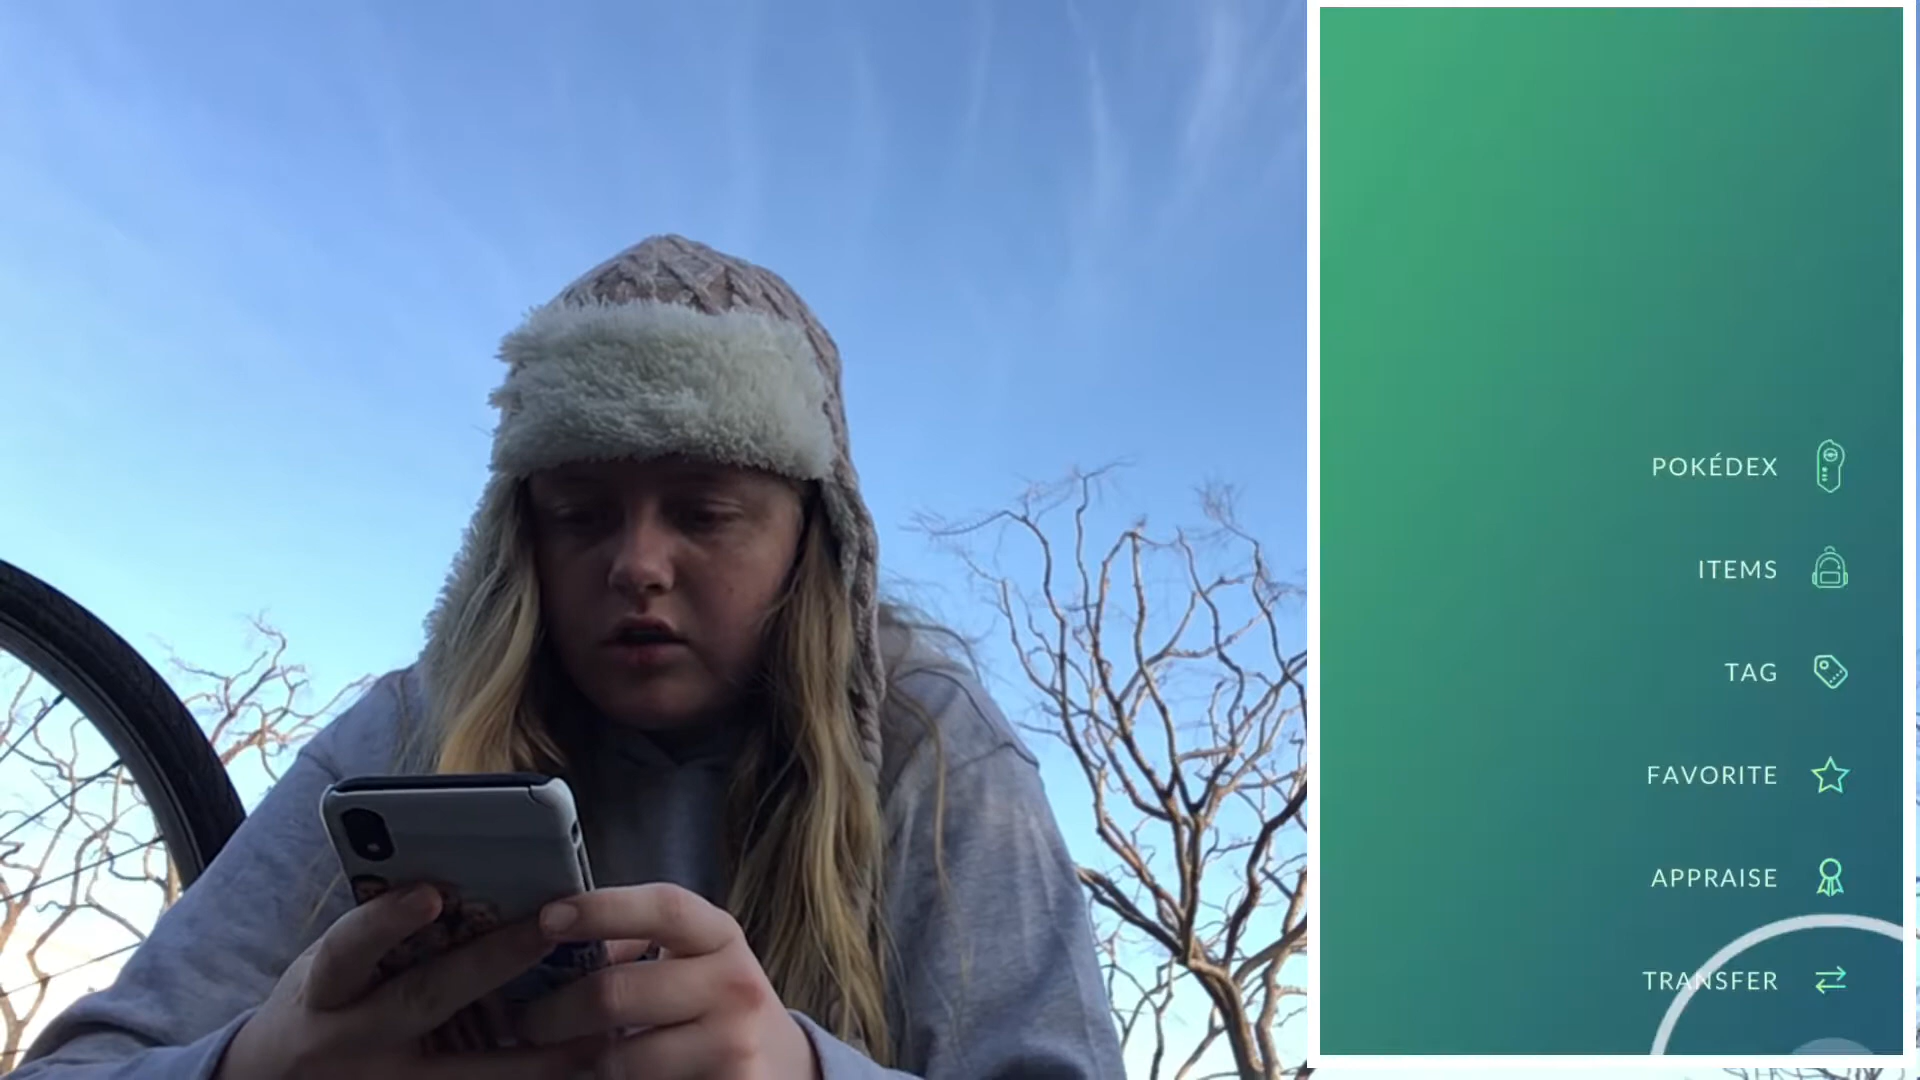 POKÉDEX
ITEMS
TAG
FAVORITE
APPRAISE
TRANSFER